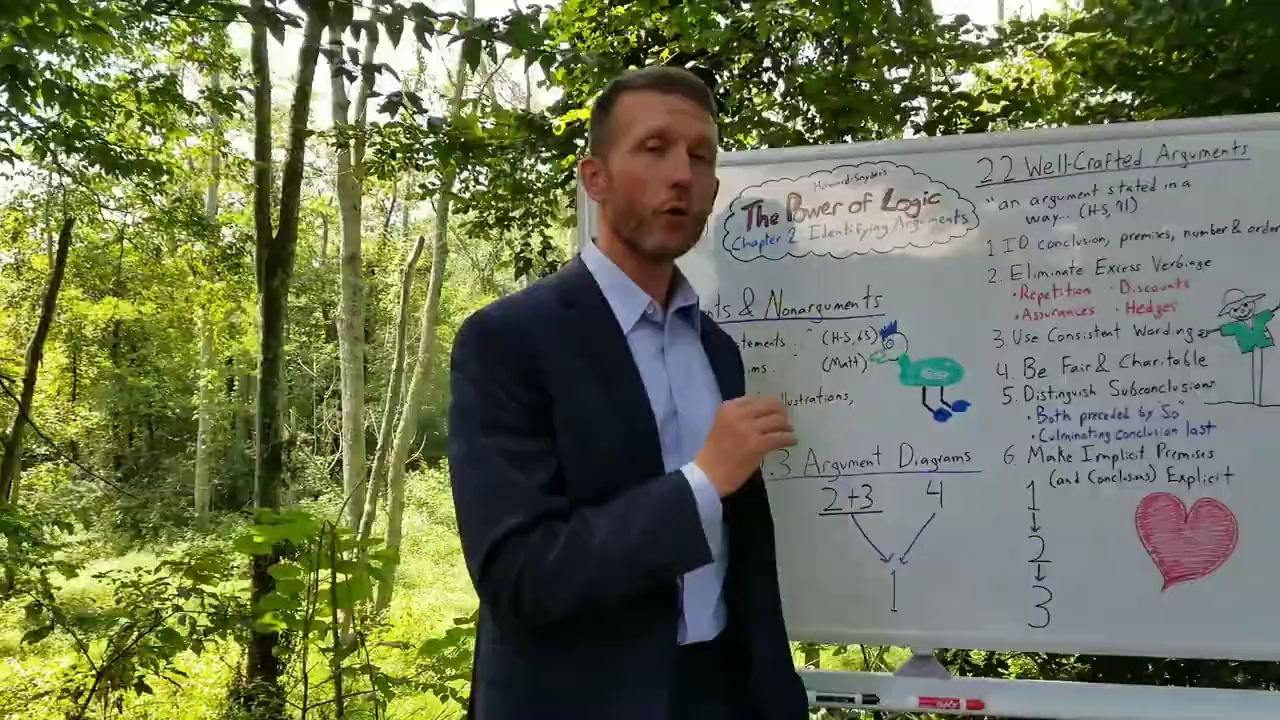 Howard-Snyder's
The Power of Logic
Chapter 2 Identifying Arguments
nts & Nonarguments
tements..." (H-S, 65)
ms. (Matt)
llustrations,
.3 Argument Diagrams
2+3 4
1
22 Well-Crafted Arguments
"an argument stated in a
way... (H-S, 91)
1 ID conclusion, premises, number & order
2. Eliminate Excess Verbiage
• Repetition • Discounts
• Assurances • Hedges
3. Use Consistent Wording
4. Be Fair & Charitable
5. Distinguish Subconclusions
• Both preceded by "So"
• Culminating conclusion last
6. Make Implicit Premises
(and Conclusions) Explicit
1
2
3